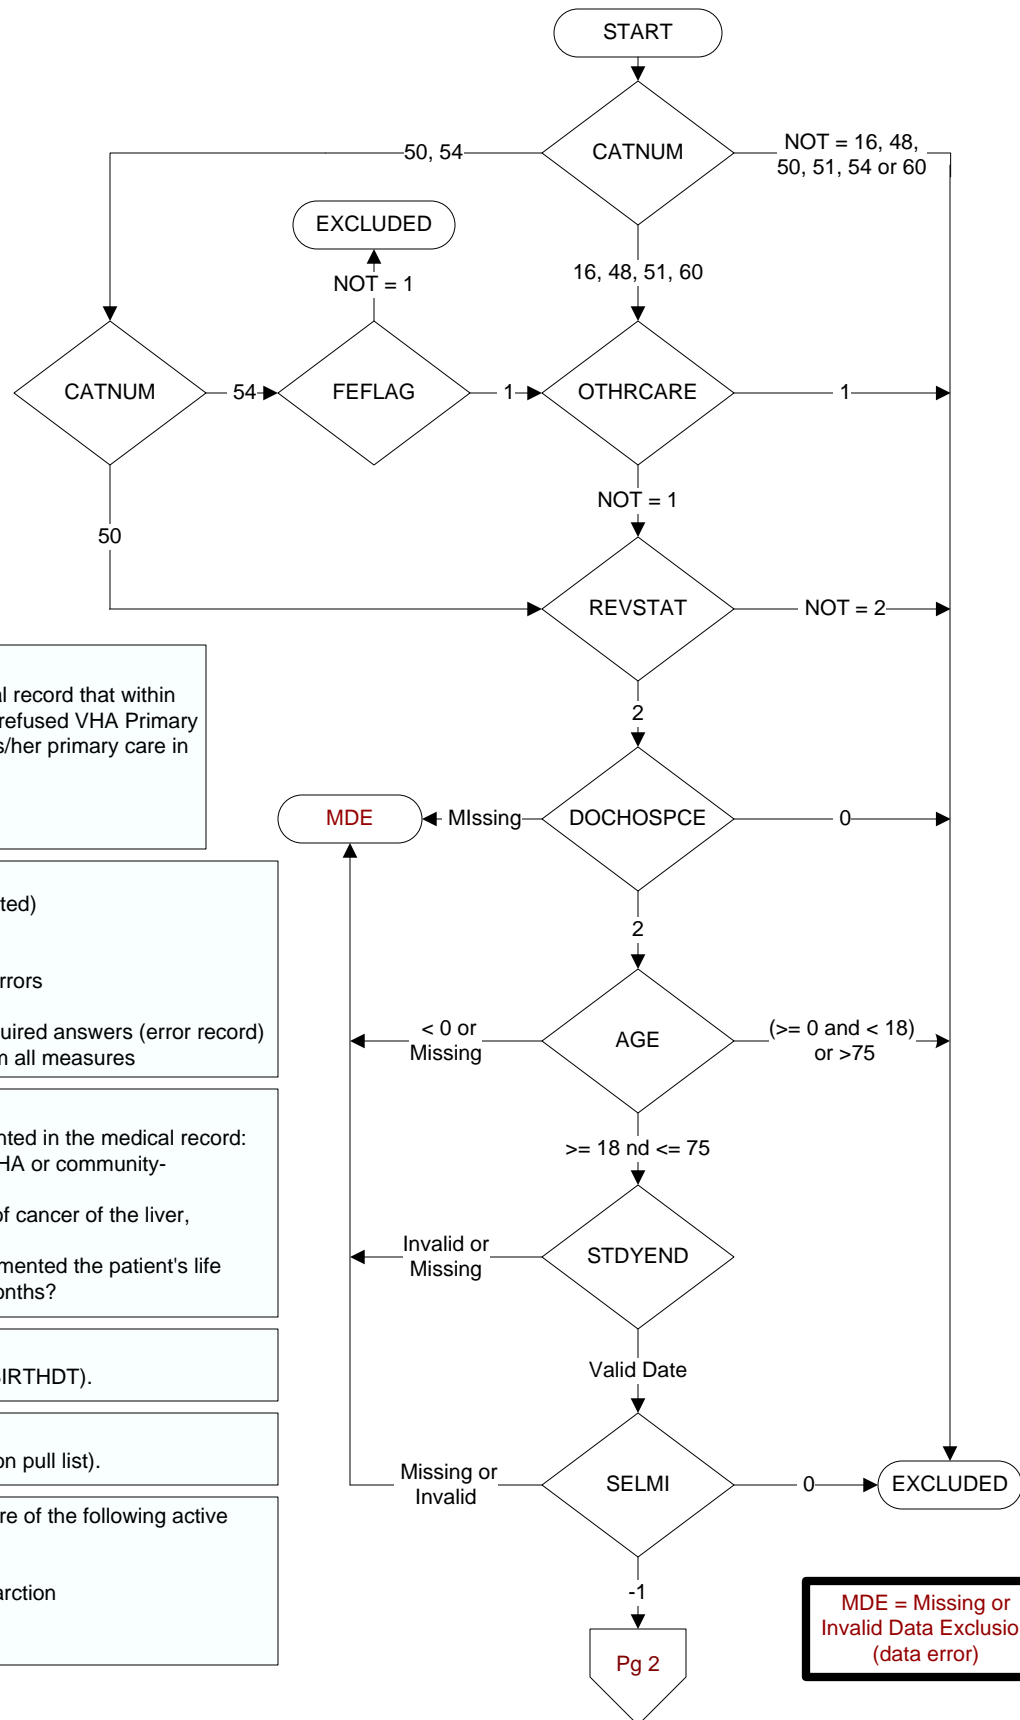 START
CATNUM
50, 54
NOT = 16, 48,
50, 51, 54 or 60
EXCLUDED
NOT = 1
16, 48, 51, 60
CATNUM
54
FEFLAG
1
OTHRCARE
1
NOT = 1
50
REVSTAT
NOT = 2
2
al record that within
refused VHA Primary
s/her primary care in
MDE
MIssing
DOCHOSPCE
0
2
ted)
rrors
quired answers (error record)
m all measures
< 0 or
Missing
AGE
(>= 0 and < 18)
or >75
>= 18 nd <= 75
nted in the medical record:
HA or community-
of cancer of the liver,
mented the patient's life
onths?
Invalid or
Missing
STDYEND
Valid Date
BIRTHDT).
on pull list).
Missing or
Invalid
SELMI
0
EXCLUDED
re of the following active
arction
-1
Pg 2
MDE = Missing or
Invalid Data Exclusio
(data error)